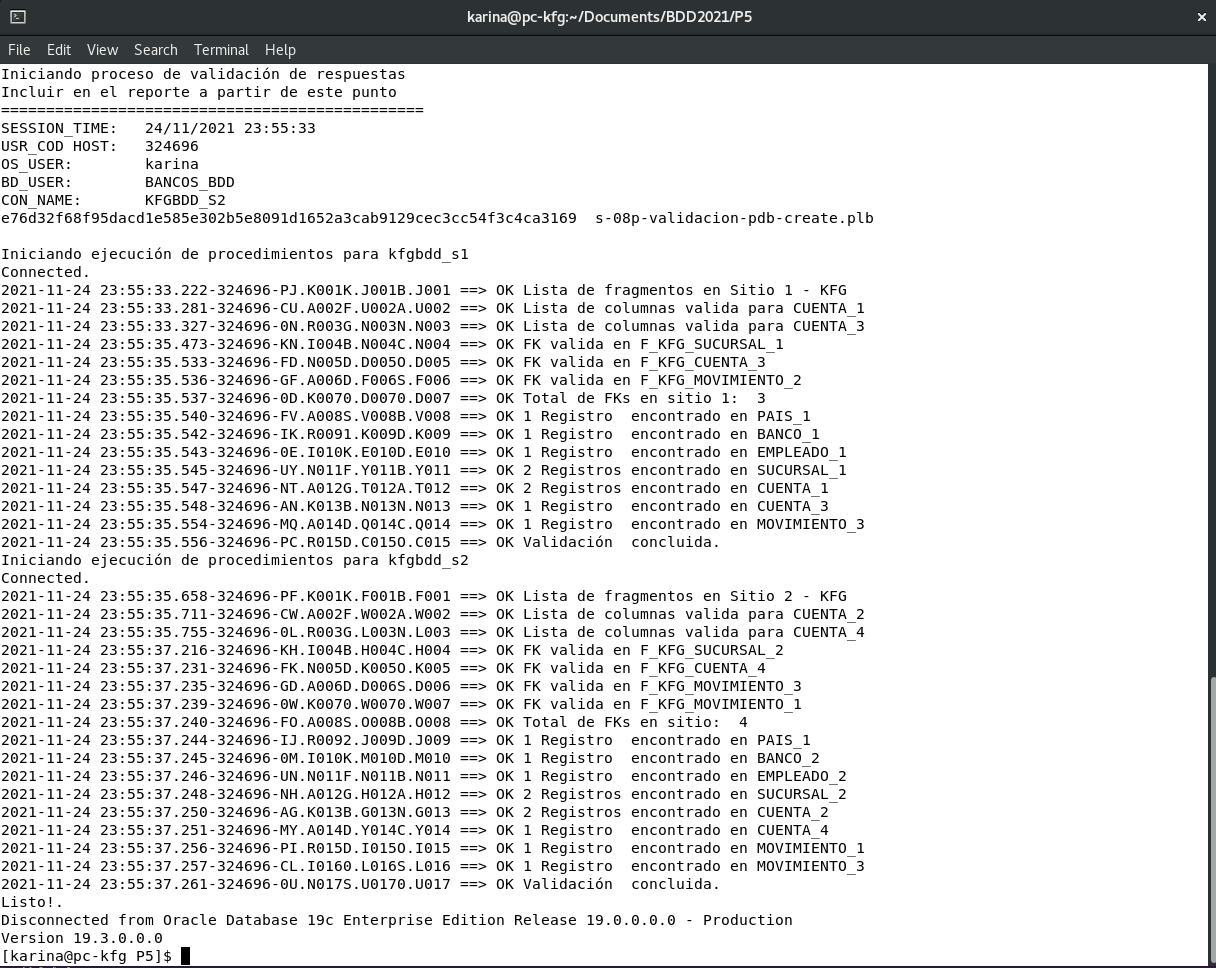 karina@pc-kfg:~/Documents/BDD2021/P5
File Edit View Search Terminal Help
Iniciando proceso de validación de respuestas
Incluir en el reporte a partir de este punto
===============================================
SESSION_TIME:   24/11/2021 23:55:33
USR_COD HOST:   324696
OS_USER:        karina
BD_USER:        BANCOS_BDD
CON_NAME:       KFGBDD_S2
e76d32f68f95dacd1e585e302b5e8091d1652a3cab9129cec3cc54f3c4ca3169  s-08p-validacion-pdb-create.plb
Iniciando ejecución de procedimientos para kfgbdd_s1
Connected.
2021-11-24 23:55:33.222-324696-PJ.K001K.J001B.J001 ==> OK Lista de fragmentos en Sitio 1 - KFG
2021-11-24 23:55:33.281-324696-CU.A002F.U002A.U002 ==> OK Lista de columnas valida para CUENTA_1
2021-11-24 23:55:33.327-324696-0N.R003G.N003N.N003 ==> OK Lista de columnas valida para CUENTA_3
2021-11-24 23:55:35.473-324696-KN.I004B.N004C.N004 ==> OK FK valida en F_KFG_SUCURSAL_1
2021-11-24 23:55:35.533-324696-FD.N005D.D005O.D005 ==> OK FK valida en F_KFG_CUENTA_3
2021-11-24 23:55:35.536-324696-GF.A006D.F006S.F006 ==> OK FK valida en F_KFG_MOVIMIENTO_2
2021-11-24 23:55:35.537-324696-0D.K0070.D0070.D007 ==> OK Total de FKs en sitio 1:  3
2021-11-24 23:55:35.540-324696-FV.A008S.V008B.V008 ==> OK 1 Registro  encontrado en PAIS_1
2021-11-24 23:55:35.542-324696-IK.R0091.K009D.K009 ==> OK 1 Registro  encontrado en BANCO_1
2021-11-24 23:55:35.543-324696-0E.I010K.E010D.E010 ==> OK 1 Registro  encontrado en EMPLEADO_1
2021-11-24 23:55:35.545-324696-UY.N011F.Y011B.Y011 ==> OK 2 Registros encontrado en SUCURSAL_1
2021-11-24 23:55:35.547-324696-NT.A012G.T012A.T012 ==> OK 2 Registros encontrado en CUENTA_1
2021-11-24 23:55:35.548-324696-AN.K013B.N013N.N013 ==> OK 1 Registro  encontrado en CUENTA_3
2021-11-24 23:55:35.554-324696-MQ.A014D.Q014C.Q014 ==> OK 1 Registro  encontrado en MOVIMIENTO_3
2021-11-24 23:55:35.556-324696-PC.R015D.C015O.C015 ==> OK Validación  concluida.
Iniciando ejecución de procedimientos para kfgbdd_s2
Connected.
2021-11-24 23:55:35.658-324696-PF.K001K.F001B.F001 ==> OK Lista de fragmentos en Sitio 2 - KFG
2021-11-24 23:55:35.711-324696-CW.A002F.W002A.W002 ==> OK Lista de columnas valida para CUENTA_2
2021-11-24 23:55:35.755-324696-0L.R003G.L003N.L003 ==> OK Lista de columnas valida para CUENTA_4
2021-11-24 23:55:37.216-324696-KH.I004B.H004C.H004 ==> OK FK valida en F_KFG_SUCURSAL_2
2021-11-24 23:55:37.231-324696-FK.N005D.K005O.K005 ==> OK FK valida en F_KFG_CUENTA_4
2021-11-24 23:55:37.235-324696-GD.A006D.D006S.D006 ==> OK FK valida en F_KFG_MOVIMIENTO_3
2021-11-24 23:55:37.239-324696-0W.K0070.W0070.W007 ==> OK FK valida en F_KFG_MOVIMIENTO_1
2021-11-24 23:55:37.240-324696-FO.A008S.O008B.O008 ==> OK Total de FKs en sitio:  4
2021-11-24 23:55:37.244-324696-IJ.R0092.J009D.J009 ==> OK 1 Registro  encontrado en PAIS_1
2021-11-24 23:55:37.245-324696-0M.I010K.M010D.M010 ==> OK 1 Registro  encontrado en BANCO_2
2021-11-24 23:55:37.246-324696-UN.N011F.N011B.N011 ==> OK 1 Registro  encontrado en EMPLEADO_2
2021-11-24 23:55:37.248-324696-NH.A012G.H012A.H012 ==> OK 2 Registros encontrado en SUCURSAL_2
2021-11-24 23:55:37.250-324696-AG.K013B.G013N.G013 ==> OK 2 Registros encontrado en CUENTA_2
2021-11-24 23:55:37.251-324696-MY.A014D.Y014C.Y014 ==> OK 1 Registro  encontrado en CUENTA_4
2021-11-24 23:55:37.256-324696-PI.R015D.I015O.I015 ==> OK 1 Registro  encontrado en MOVIMIENTO_1
2021-11-24 23:55:37.257-324696-CL.I0160.L016S.L016 ==> OK 1 Registro  encontrado en MOVIMIENTO_3
2021-11-24 23:55:37.261-324696-0U.N017S.U0170.U017 ==> OK Validación  concluida.
Listo!.
Disconnected from Oracle Database 19c Enterprise Edition Release 19.0.0.0.0 - Production
Version 19.3.0.0.0
[karina@pc-kfg P5]$